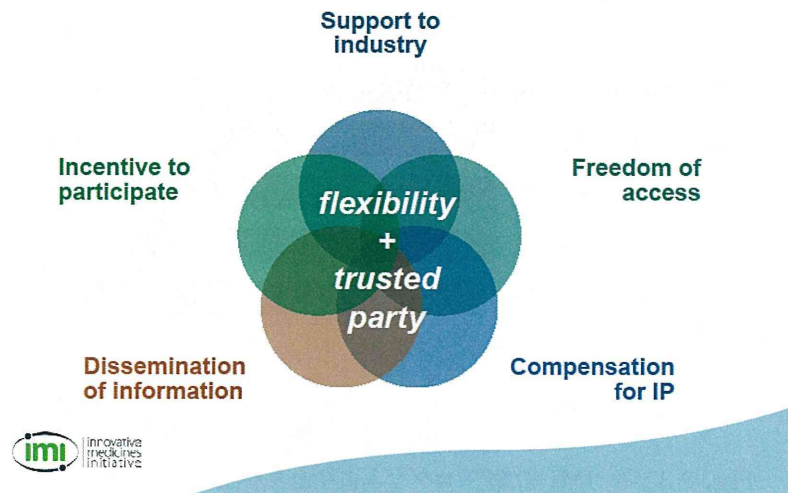 Support to
industry
Incentive to
participate
Freedom of
access
flexibility
+
trusted
party
Dissemination
of information
Compensation
for IP
imi
innovative
medicines
initiative